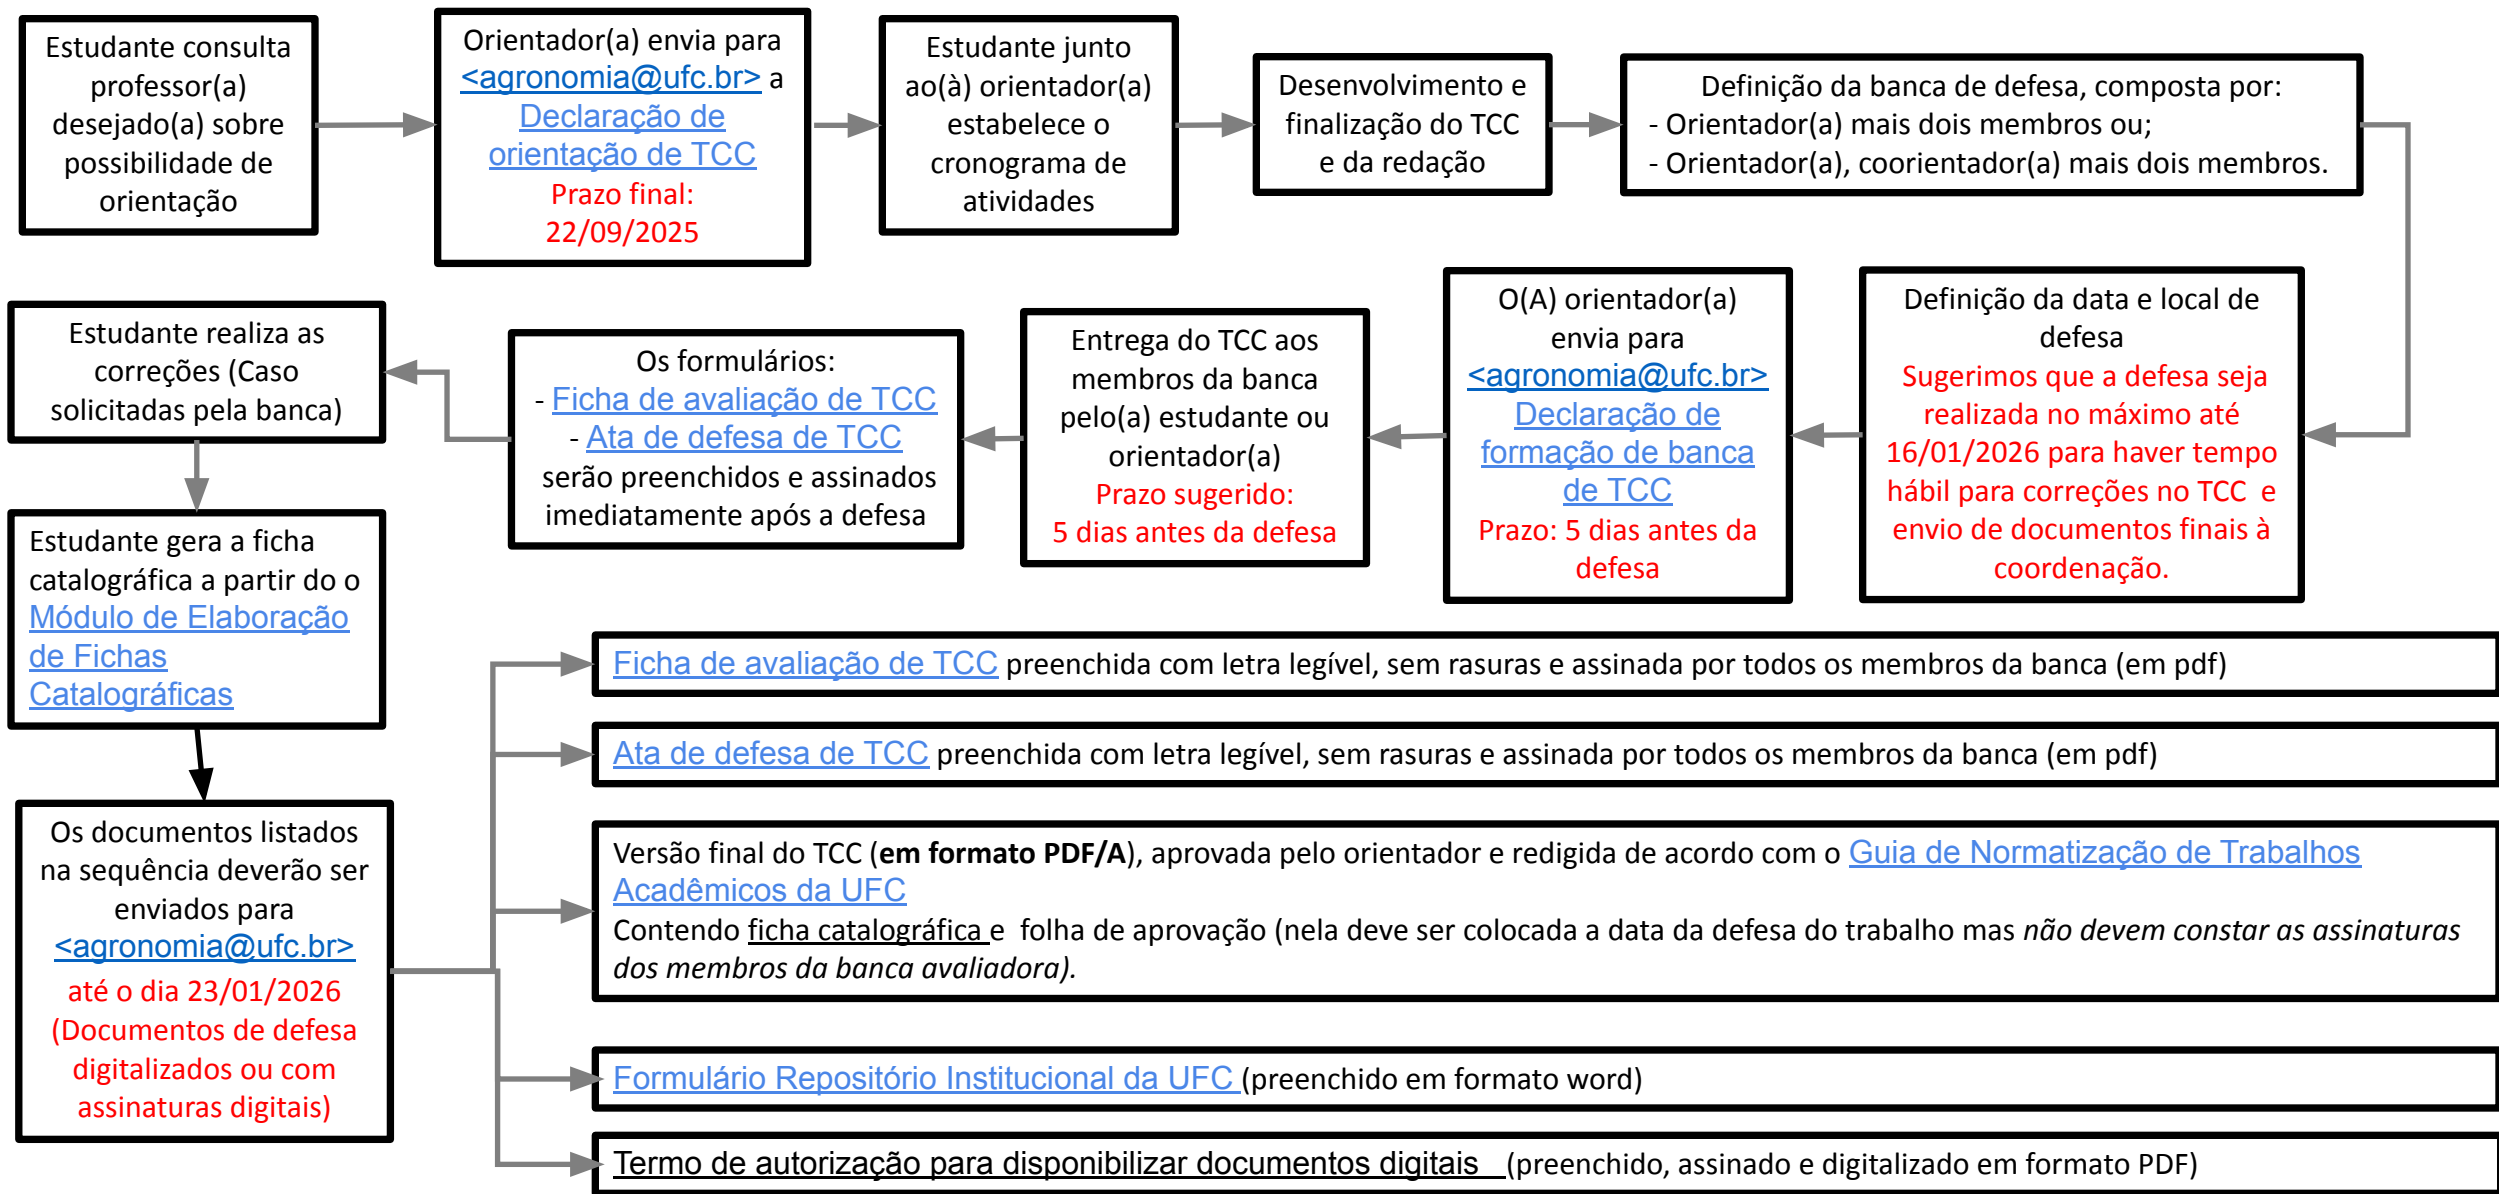 Estudante consulta
professor(a)
desejado(a) sobre
possibilidade de
orientação
Orientador(a) envia para
<agronomia@ufc.br> a
Declaração de
orientação de TCC
Prazo final:
22/09/2025
Estudante junto
ao(à) orientador(a)
estabelece o
cronograma de
atividades
Desenvolvimento e
finalização do TCC
e da redação
Definição da banca de defesa, composta por:
- Orientador(a) mais dois membros ou;
- Orientador(a), coorientador(a) mais dois membros.
Definição da data e local de
defesa
Sugerimos que a defesa seja
realizada no máximo até
16/01/2026 para haver tempo
hábil para correções no TCC e
envio de documentos finais à
coordenação.
O(A) orientador(a)
envia para
<agronomia@ufc.br>
Declaração de
formação de banca
de TCC
Prazo: 5 dias antes da
defesa
Entrega do TCC aos
membros da banca
pelo(a) estudante ou
orientador(a)
Prazo sugerido:
5 dias antes da defesa
Os formulários:
- Ficha de avaliação de TCC
- Ata de defesa de TCC
serão preenchidos e assinados
imediatamente após a defesa
Estudante realiza as
correções (Caso
solicitadas pela banca)
Estudante gera a ficha
catalográfica a partir do o
Módulo de Elaboração
de Fichas
Catalográficas
Os documentos listados
na sequência deverão ser
enviados para
<agronomia@ufc.br>
até o dia 23/01/2026
(Documentos de defesa
digitalizados ou com
assinaturas digitais)
Ficha de avaliação de TCC preenchida com letra legível, sem rasuras e assinada por todos os membros da banca (em pdf)
Ata de defesa de TCC preenchida com letra legível, sem rasuras e assinada por todos os membros da banca (em pdf)
Versão final do TCC (em formato PDF/A), aprovada pelo orientador e redigida de acordo com o Guia de Normatização de Trabalhos
Acadêmicos da UFC
Contendo ficha catalográfica e folha de aprovação (nela deve ser colocada a data da defesa do trabalho mas não devem constar as assinaturas
dos membros da banca avaliadora).
Formulário Repositório Institucional da UFC (preenchido em formato word)
Termo de autorização para disponibilizar documentos digitais (preenchido, assinado e digitalizado em formato PDF)